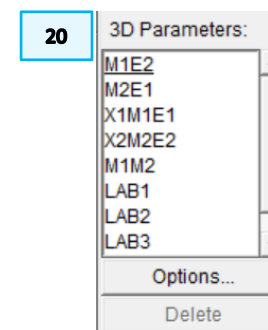 20
3D Parameters:
M1E2
M2E1
X1M1E1
X2M2E2
M1M2
LAB1
LAB2
LAB3
Options...
Delete